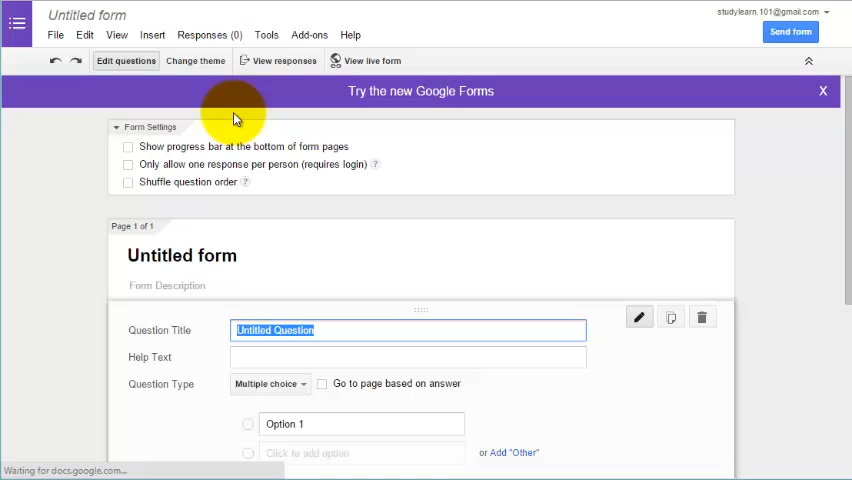 Untitled form
studylearn.101@gmail.com
File Edit View Insert Responses (0) Tools Add-ons Help
Send form
Edit questions Change theme View responses View live form
Try the new Google Forms X
Form Settings
Show progress bar at the bottom of form pages
Only allow one response per person (requires login) ?
Shuffle question order ?
Page 1 of 1
Untitled form
Form Description
Question Title Untitled Question
Help Text
Question Type Multiple choice Go to page based on answer
Option 1
Click to add option or Add "Other"
Waiting for docs.google.com...